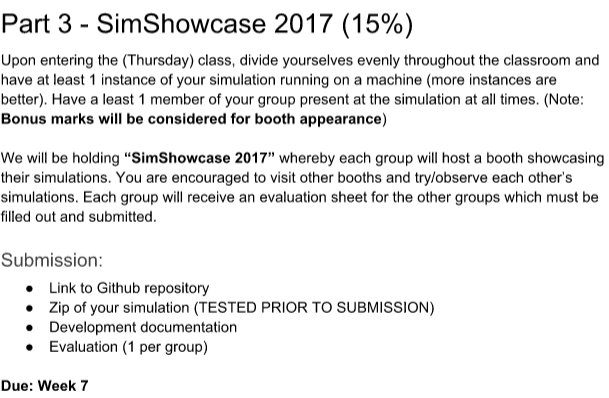 Part 3 - SimShowcase 2017 (15%)
Upon entering the (Thursday) class, divide yourselves evenly throughout the classroom and
have at least 1 instance of your simulation running on a machine (more instances are
better). Have a least 1 member of your group present at the simulation at all times. (Note:
Bonus marks will be considered for booth appearance)
We will be holding “SimShowcase 2017” whereby each group will host a booth showcasing
their simulations. You are encouraged to visit other booths and try/observe each other's
simulations. Each group will receive an evaluation sheet for the other groups which must be
filled out and submitted.
Submission:
● Link to Github repository
● Zip of your simulation (TESTED PRIOR TO SUBMISSION)
● Development documentation
● Evaluation (1 per group)
Due: Week 7